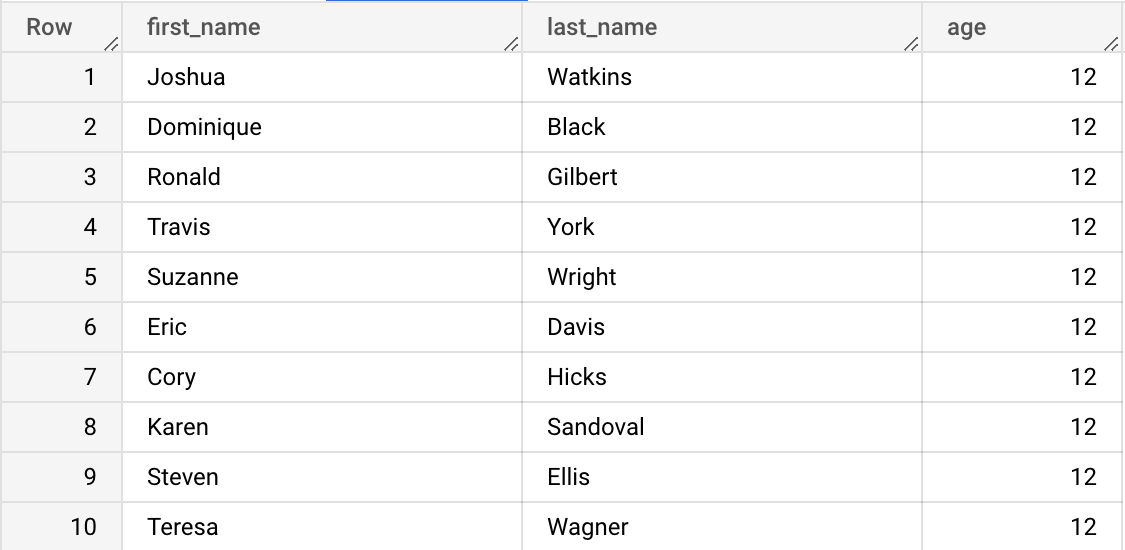 Row first_name last_name age
1 Joshua Watkins 12
2 Dominique Black 12
3 Ronald Gilbert 12
4 Travis York 12
5 Suzanne Wright 12
6 Eric Davis 12
7 Cory Hicks 12
8 Karen Sandoval 12
9 Steven Ellis 12
10 Teresa Wagner 12